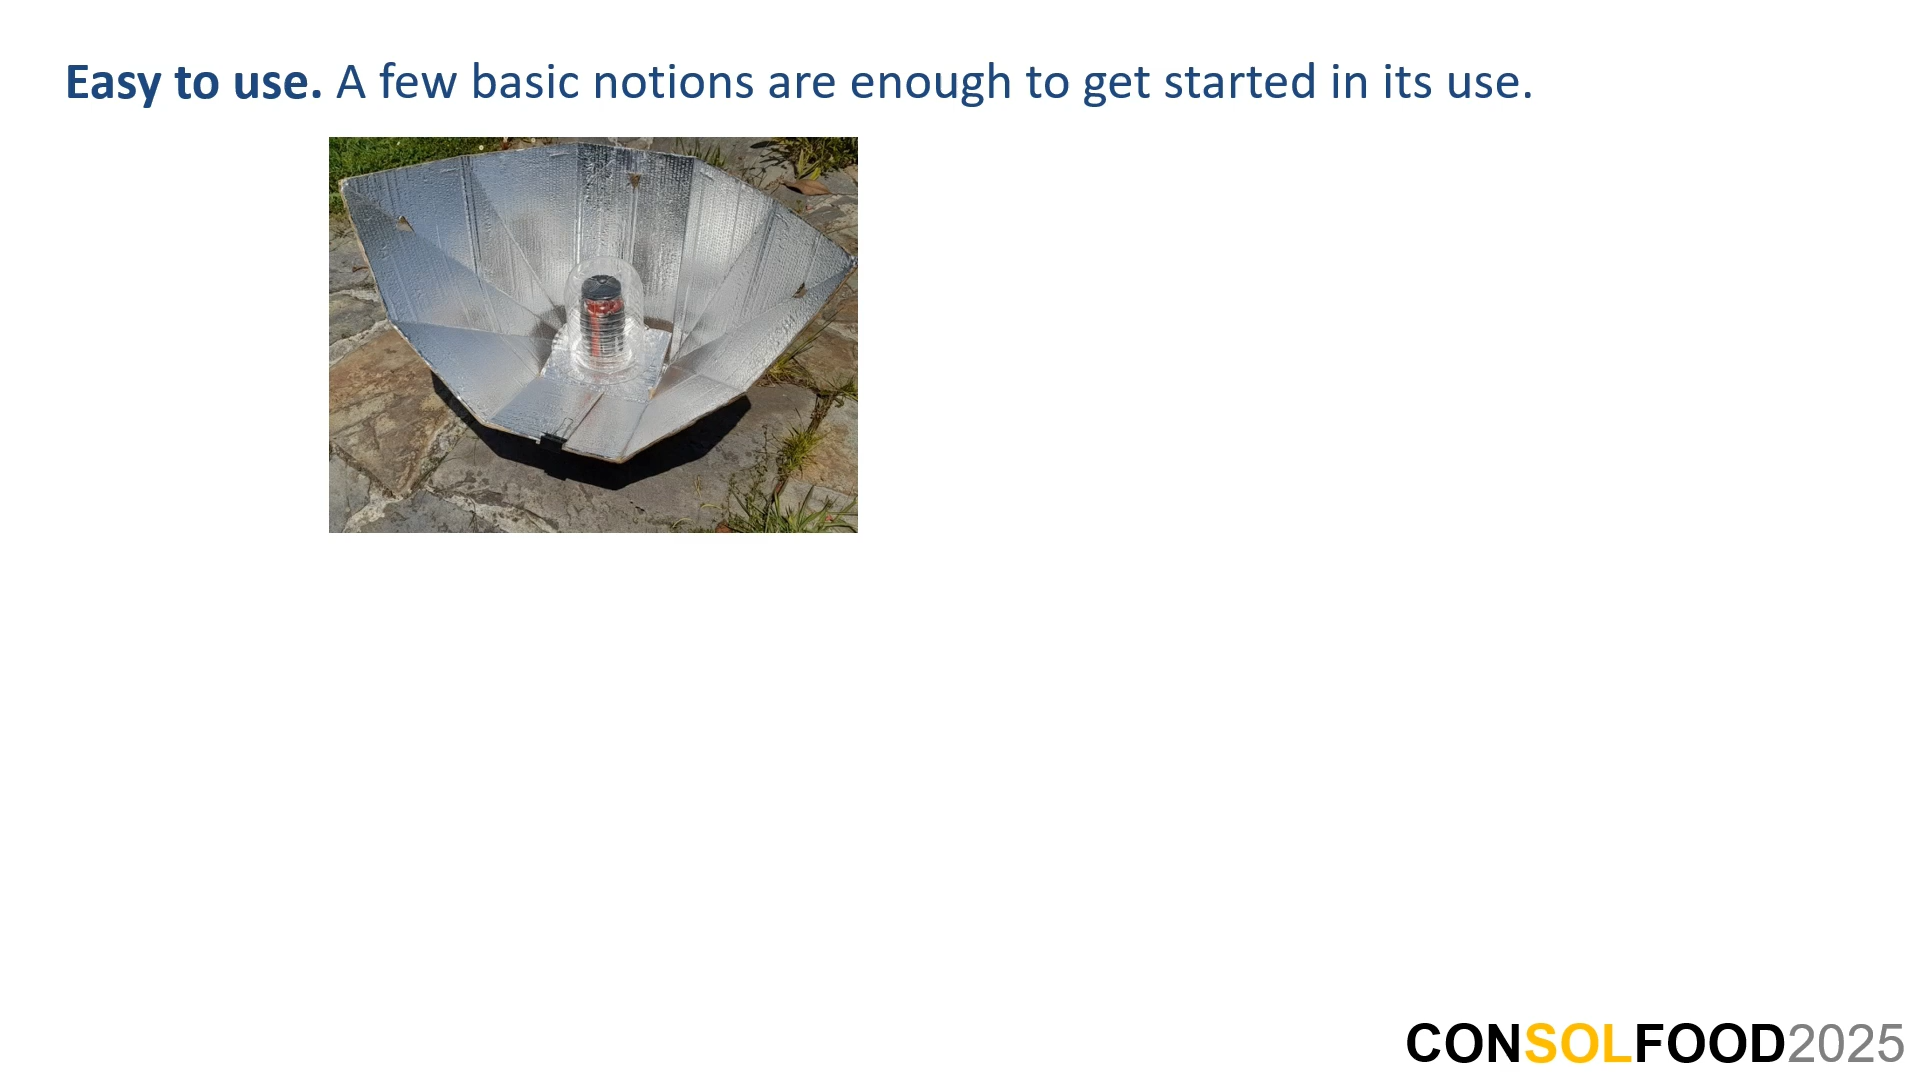 Easy to use. A few basic notions are enough to get started in its use.
CONSOLFOOD2025